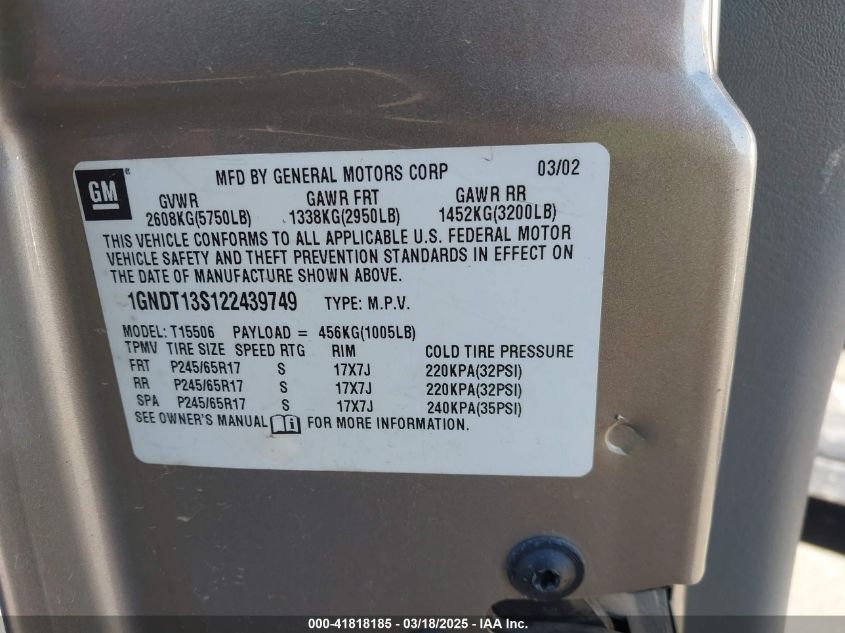 GM
MFD BY GENERAL MOTORS CORP 03/02
GVWR GAWR FRT GAWR RR
2608KG(5750LB) 1338KG(2950LB) 1452KG(3200LB)
THIS VEHICLE CONFORMS TO ALL APPLICABLE U.S. FEDERAL MOTOR
VEHICLE SAFETY AND THEFT PREVENTION STANDARDS IN EFFECT ON
THE DATE OF MANUFACTURE SHOWN ABOVE.
1GNDT13S122439749 TYPE: M.P.V.
MODEL: T15506 PAYLOAD = 456KG(1005LB)
TPMV TIRE SIZE SPEED RTG RIM COLD TIRE PRESSURE
FRT P245/65R17 S 17X7J 220KPA(32PSI)
RR P245/65R17 S 17X7J 220KPA(32PSI)
SPA P245/65R17 S 17X7J 240KPA(35PSI)
SEE OWNER'S MANUAL i FOR MORE INFORMATION.
000-41818185 - 03/18/2025 - IAA Inc.